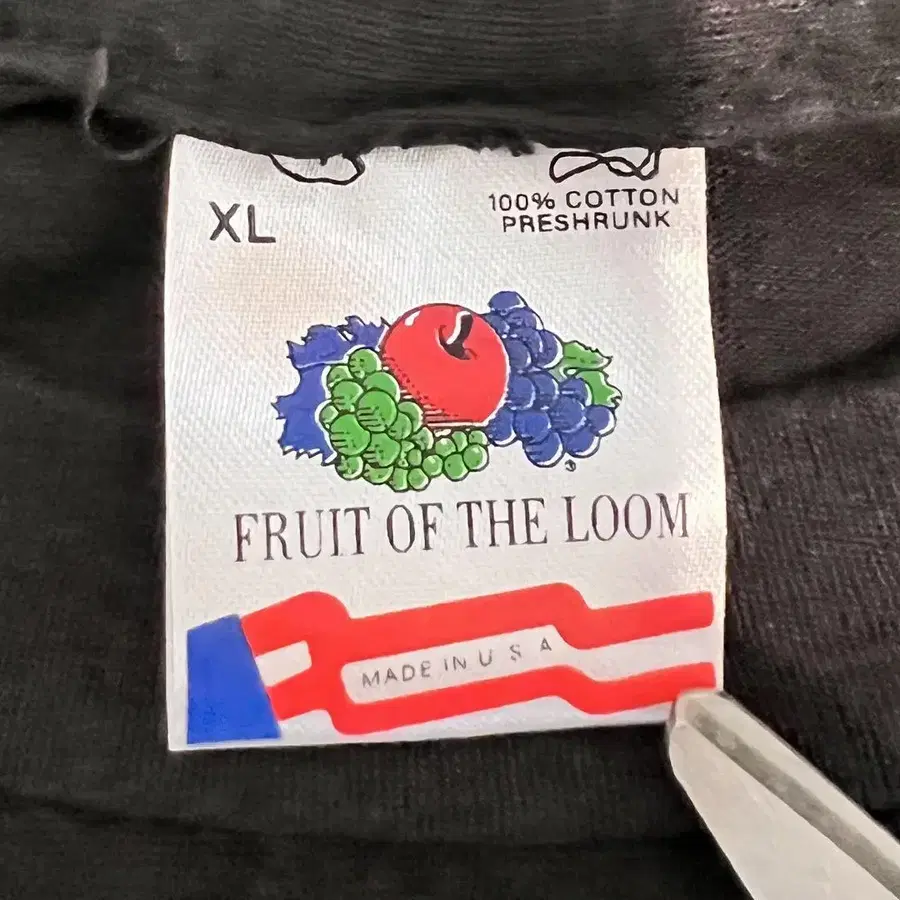 XL
100% COTTON
PRESHRUNK
FRUIT OF THE LOOM
MADE IN U S A